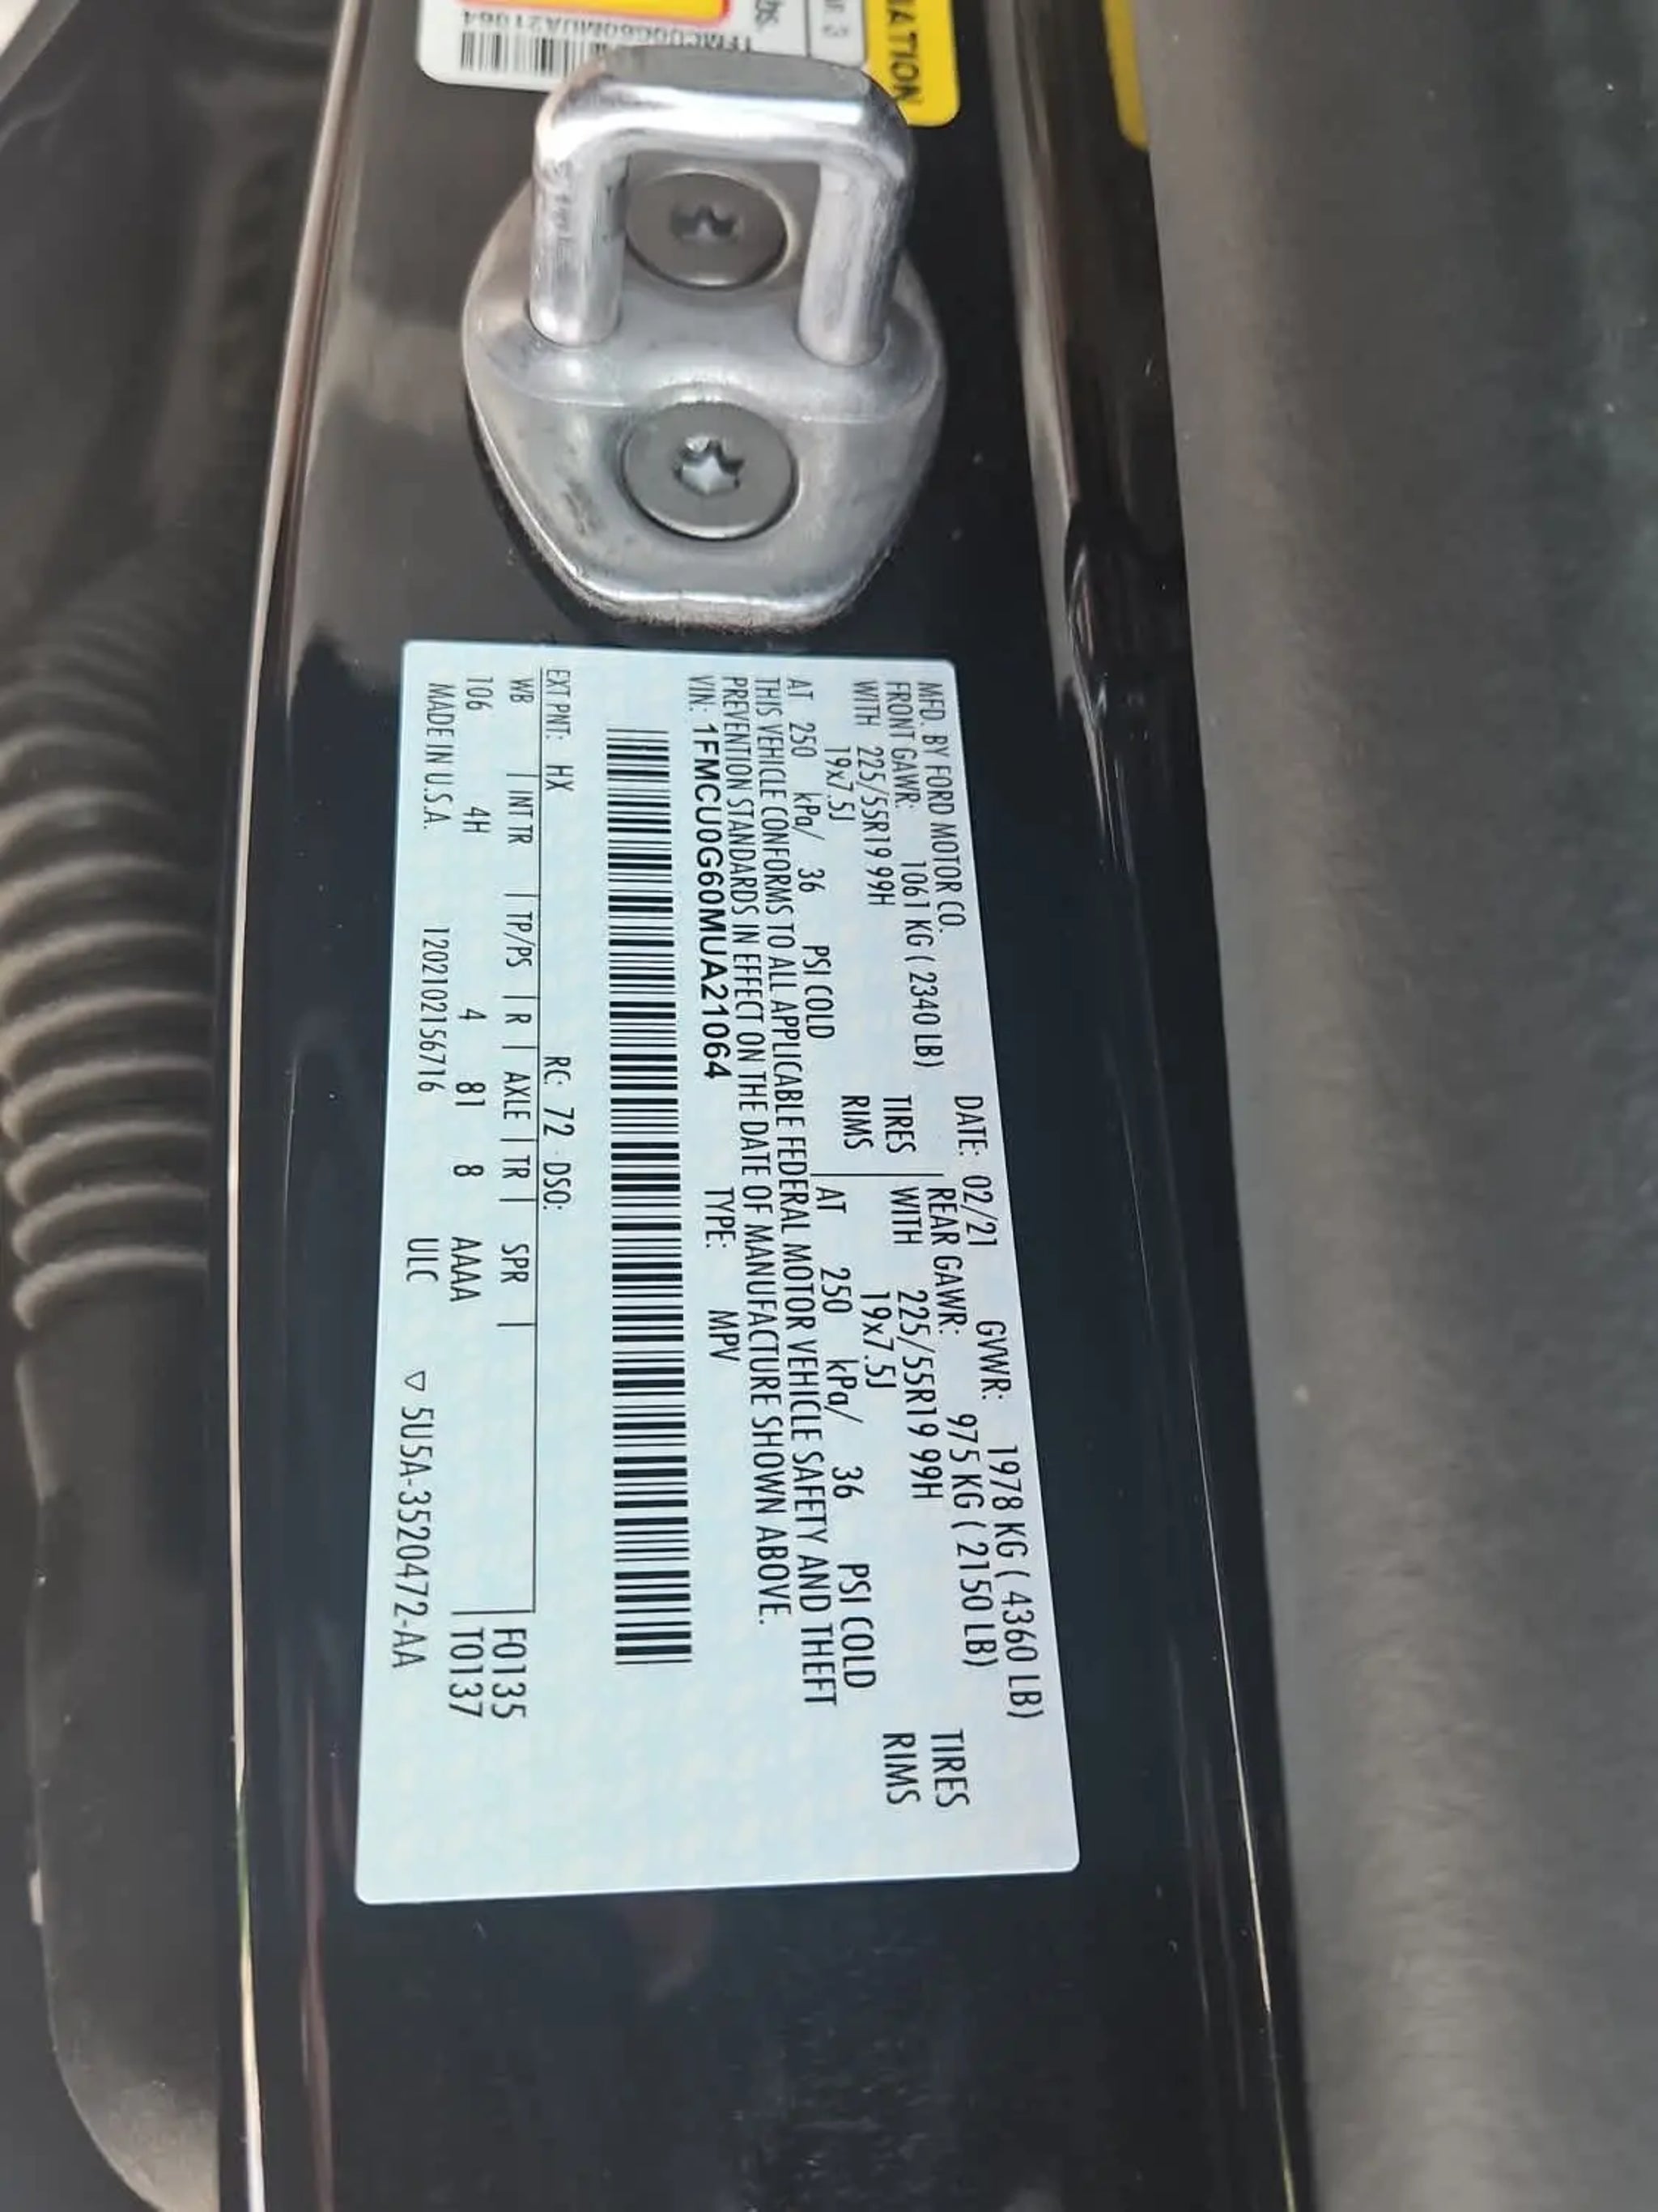 MFD. BY FORD MOTOR CO. DATE: 02/21 GVWR: 1978 KG ( 4360 LB)
FRONT GAWR: 1061 KG ( 2340 LB) REAR GAWR: 975 KG ( 2150 LB)
WITH 225/55R19 99H TIRES WITH 225/55R19 99H TIRES
19x7.5J RIMS 19x7.5J RIMS
AT 250 kPa/ 36 PSI COLD AT 250 kPa/ 36 PSI COLD
THIS VEHICLE CONFORMS TO ALL APPLICABLE FEDERAL MOTOR VEHICLE SAFETY AND THEFT
PREVENTION STANDARDS IN EFFECT ON THE DATE OF MANUFACTURE SHOWN ABOVE.
VIN: 1FMCU0G60MUA21064 TYPE: MPV
EXT PNT: HX RC: 72 DSO:
WB INT TR TP/PS R AXLE TR SPR F0135
106 4H 4 81 8 AAAA T0137
MADE IN U.S.A. 1202102156716 ULC ▽ 5U5A-3520472-AA